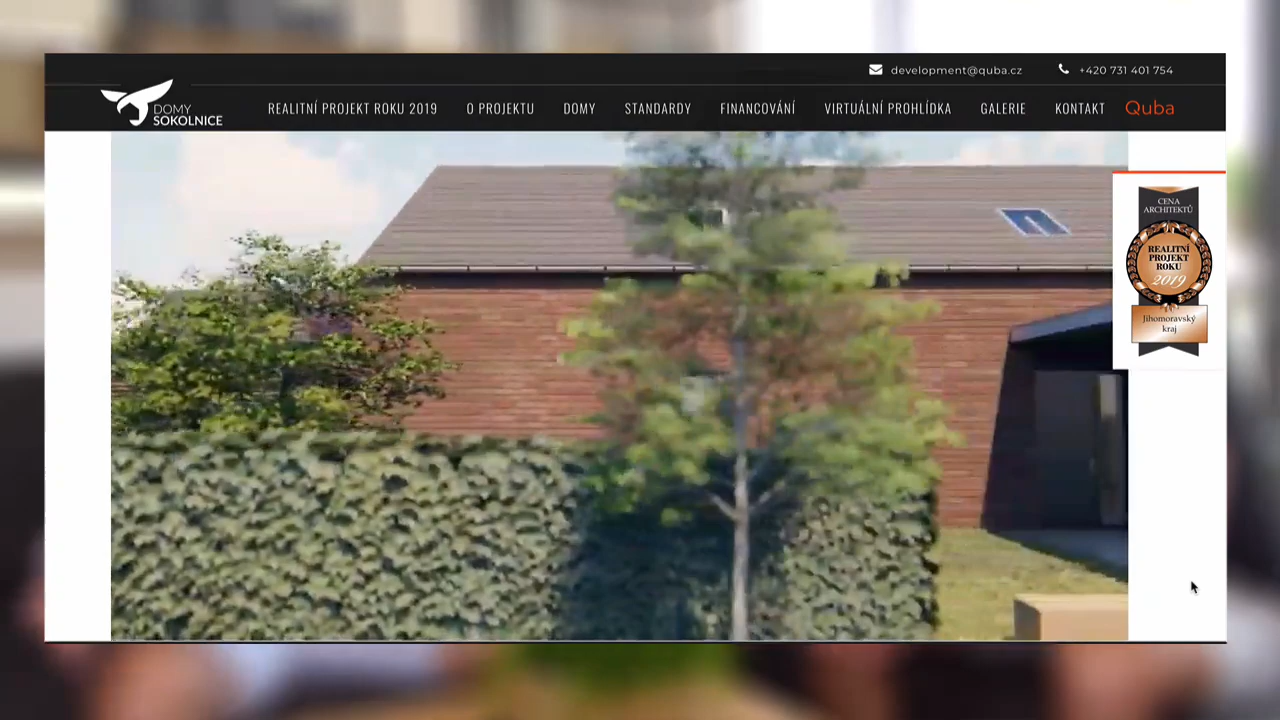 development@quba.cz
+420 731 401 754
DOMY
SOKOLNICE
REALITNÍ PROJEKT ROKU 2019
O PROJEKTU
DOMY
STANDARDY
FINANCOVÁNÍ
VIRTUÁLNÍ PROHLÍDKA
GALERIE
KONTAKT
Quba
CENA
ARCHITEKTŮ
REALITNÍ
PROJEKT
ROKU
2019
Jihomoravský
kraj